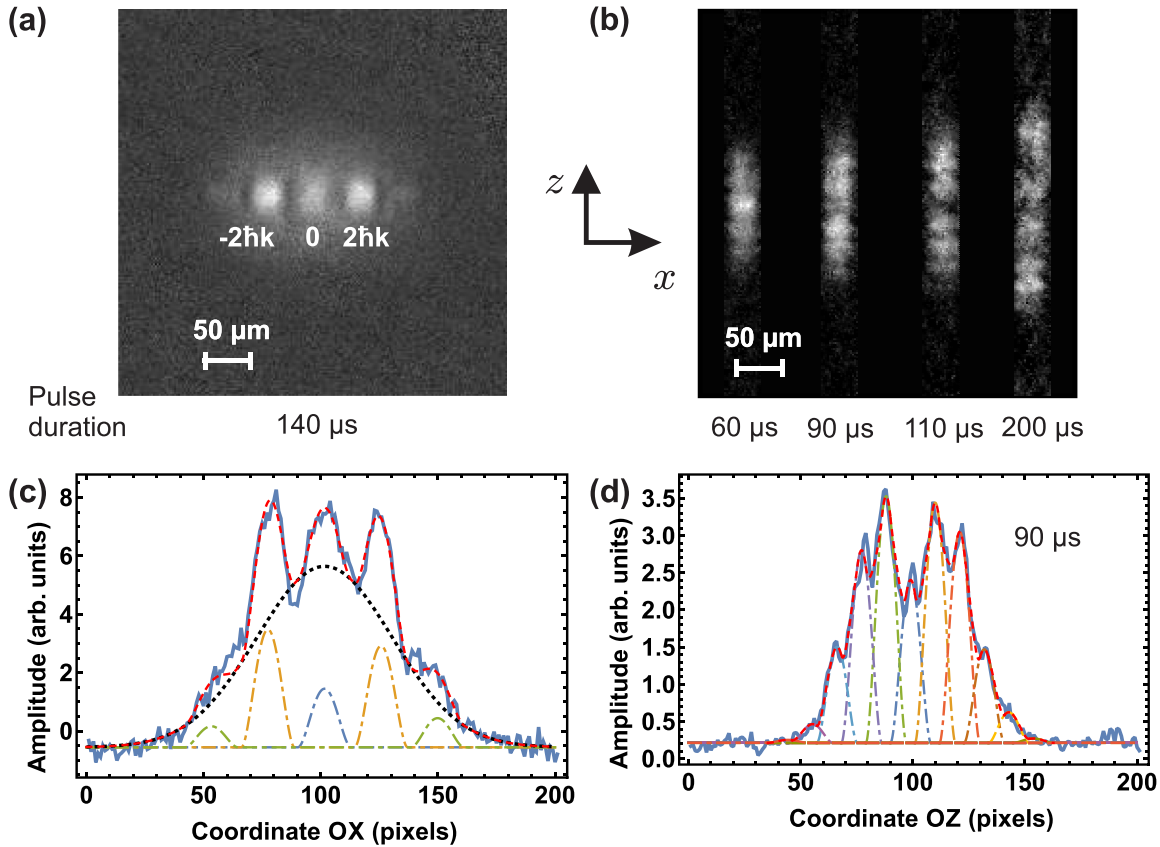 (a)
-2ħk 0 2ħk
50 µm
Pulse
duration
140 µs
(b)
z
x
50 µm
60 µs 90 µs 110 µs 200 µs
(c)
Amplitude (arb. units)
8
6
4
2
0
0 50 100 150 200
Coordinate OX (pixels)
(d)
90 µs
Amplitude (arb. units)
3.5
3.0
2.5
2.0
1.5
1.0
0.5
0.0
0 50 100 150 200
Coordinate OZ (pixels)